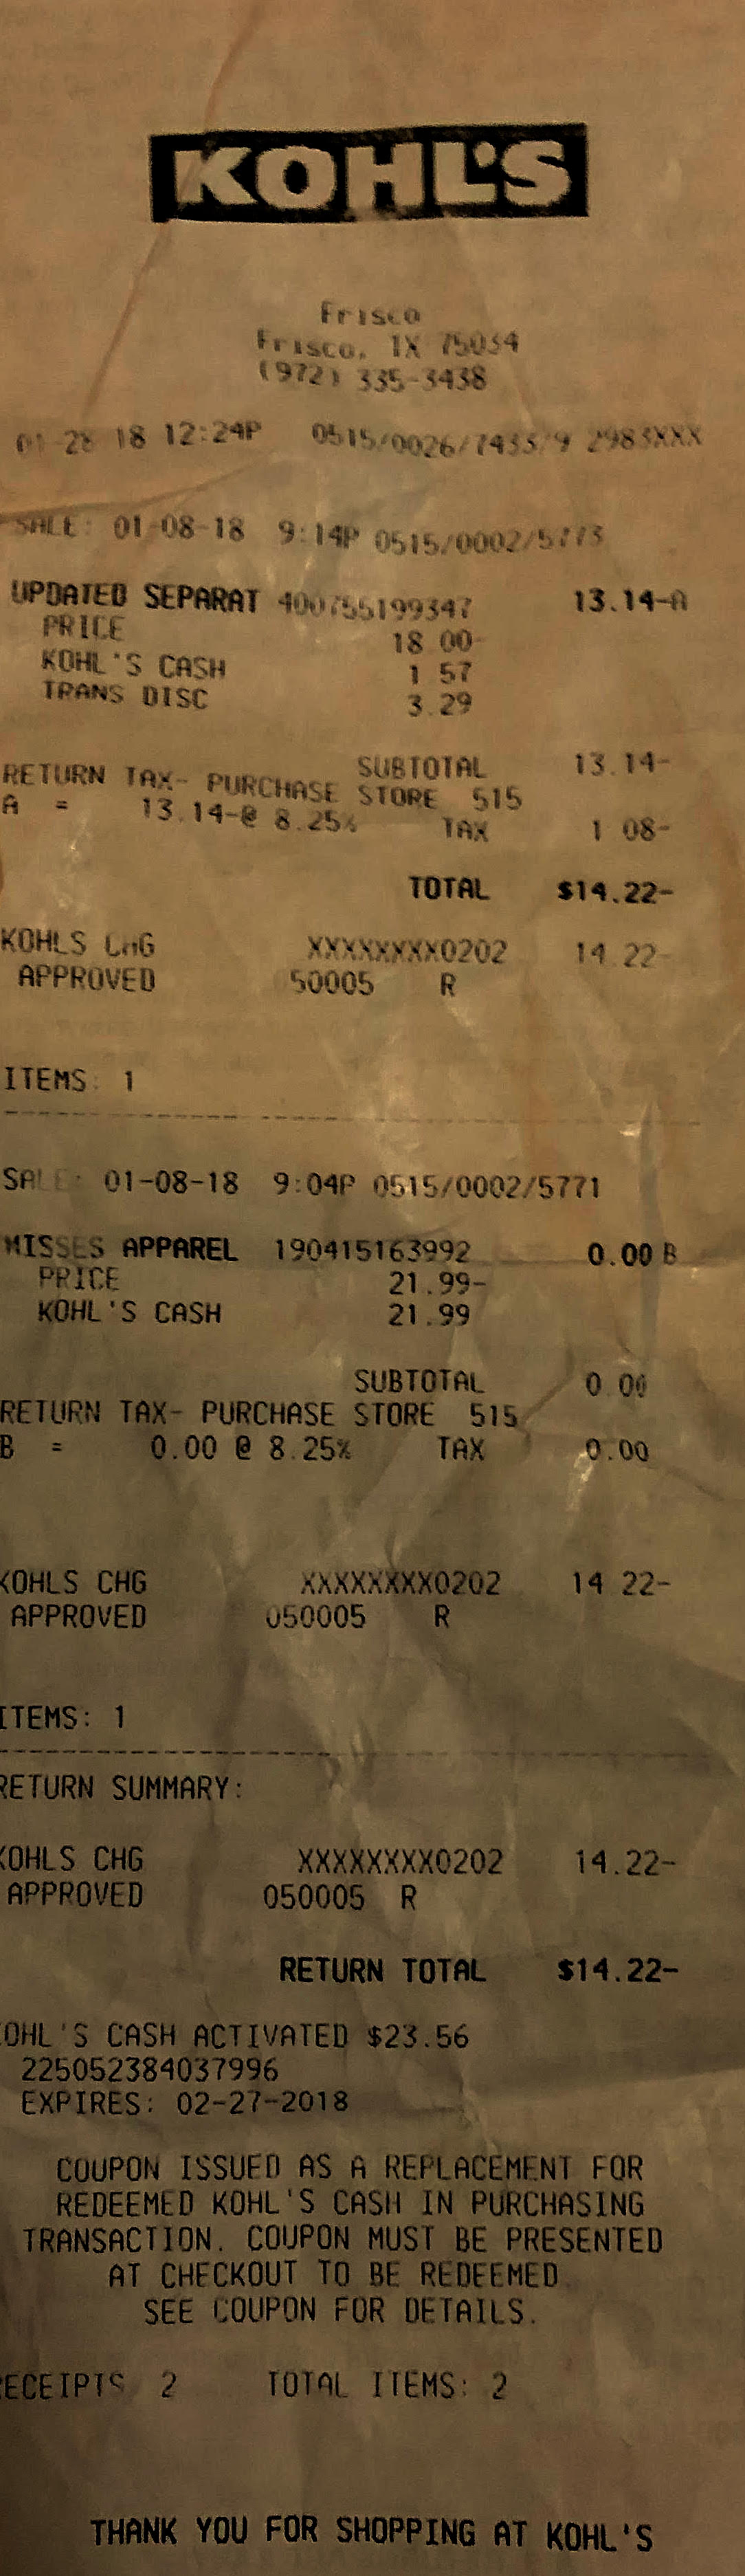 KOHL'S
Frisco
Frisco, TX 75034
(972) 335-3438
01-28-18 12:24P 0515/0026/7433/9 2983XXX
SALE: 01-08-18 9:14P 0515/0002/5773
UPDATED SEPARAT 400755199347 13.14-A
PRICE 18.00-
KOHL'S CASH 1.57
TRANS DISC 3.29
SUBTOTAL 13.14-
RETURN TAX- PURCHASE STORE 515
A = 13.14-@ 8.25% TAX 1.08-
TOTAL $14.22-
KOHLS CHG XXXXXXXX0202 14.22-
APPROVED 50005 R
ITEMS: 1
SALE: 01-08-18 9:04P 0515/0002/5771
MISSES APPAREL 190415163992 0.00 B
PRICE 21.99-
KOHL'S CASH 21.99
SUBTOTAL 0.00
RETURN TAX- PURCHASE STORE 515
B = 0.00 @ 8.25% TAX 0.00
KOHLS CHG XXXXXXXX0202 14.22-
APPROVED 050005 R
ITEMS: 1
RETURN SUMMARY:
KOHLS CHG XXXXXXXX0202 14.22-
APPROVED 050005 R
RETURN TOTAL $14.22-
KOHL'S CASH ACTIVATED $23.56
225052384037996
EXPIRES: 02-27-2018
COUPON ISSUED AS A REPLACEMENT FOR
REDEEMED KOHL'S CASH IN PURCHASING
TRANSACTION. COUPON MUST BE PRESENTED
AT CHECKOUT TO BE REDEEMED.
SEE COUPON FOR DETAILS.
RECEIPTS 2 TOTAL ITEMS: 2
THANK YOU FOR SHOPPING AT KOHL'S